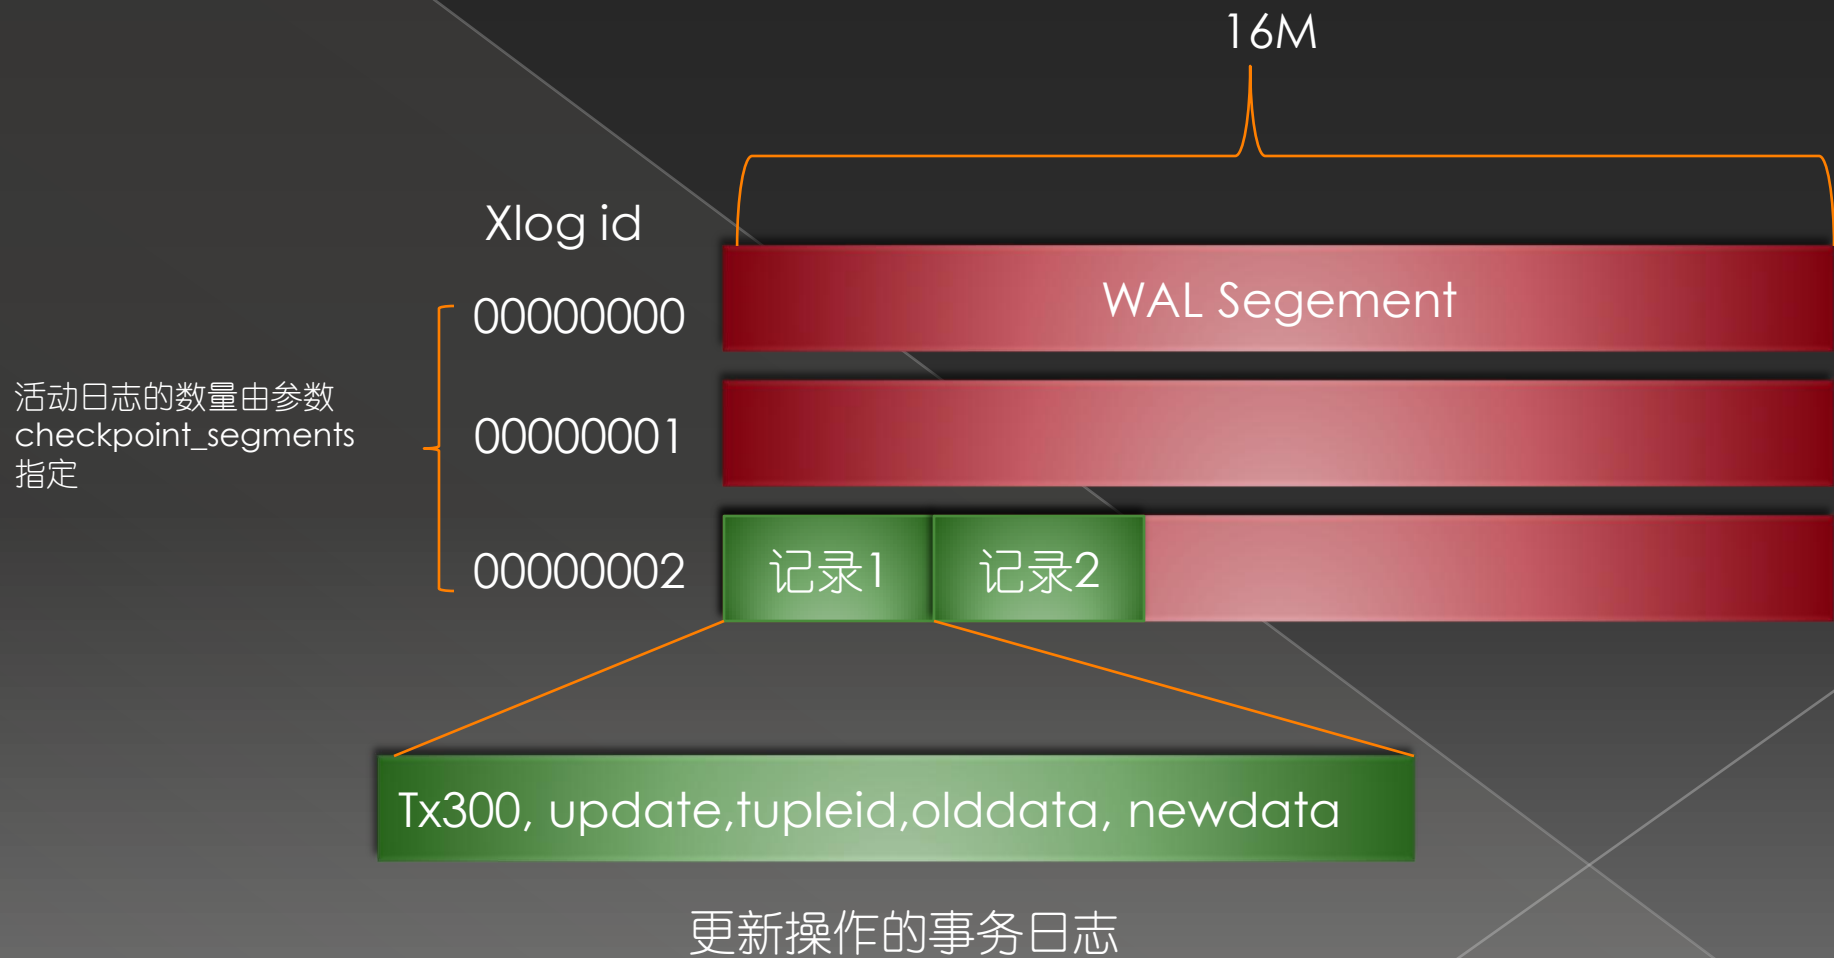 16M
Xlog id
00000000
WAL Segement
活动日志的数量由参数
checkpoint_segments
指定
00000001
00000002
记录1
记录2
Tx300, update,tupleid,olddata, newdata
更新操作的事务日志